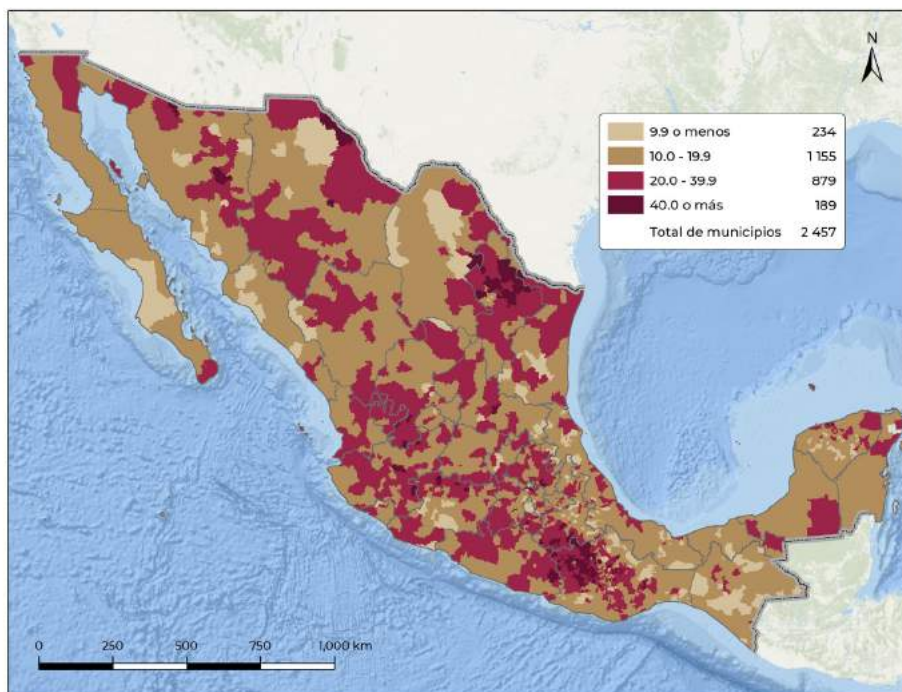 N
9.9 o menos 234
10.0 - 19.9 1 155
20.0 - 39.9 879
40.0 o más 189
Total de municipios 2 457
0 250 500 750 1,000 km